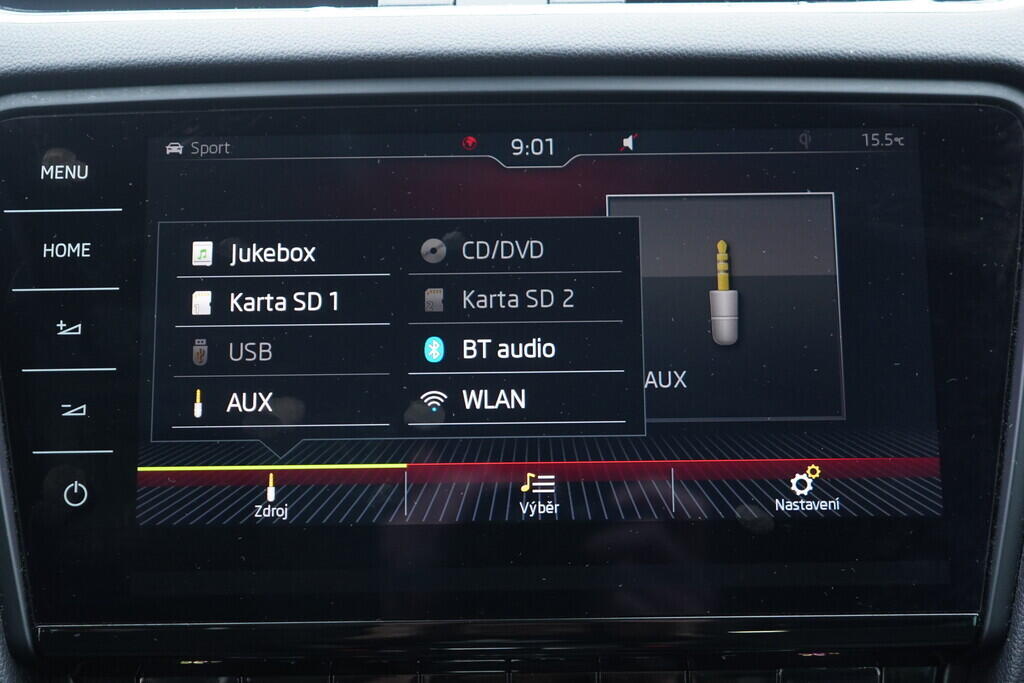 Sport
9:01
15.5°C
MENU
HOME
Jukebox
CD/DVD
Karta SD 1
Karta SD 2
USB
BT audio
AUX
WLAN
AUX
Zdroj
Výběr
Nastavení